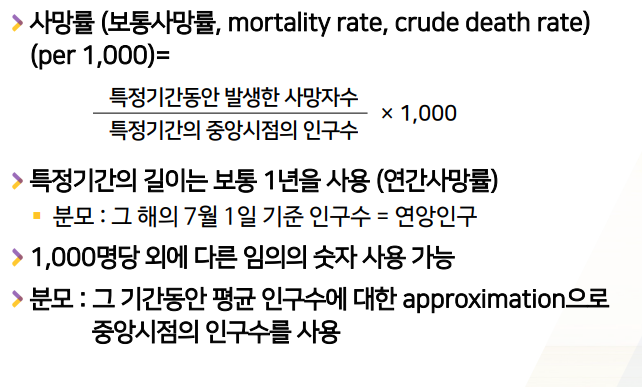 사망률 (보통사망률, mortality rate, crude death rate)
(per 1,000)=
특정기간동안 발생한 사망자수
특정기간의 중앙시점의 인구수
× 1,000
특정기간의 길이는 보통 1년을 사용 (연간사망률)
분모 : 그 해의 7월 1일 기준 인구수 = 연앙인구
1,000명당 외에 다른 임의의 숫자 사용 가능
분모 : 그 기간동안 평균 인구수에 대한 approximation으로
중앙시점의 인구수를 사용